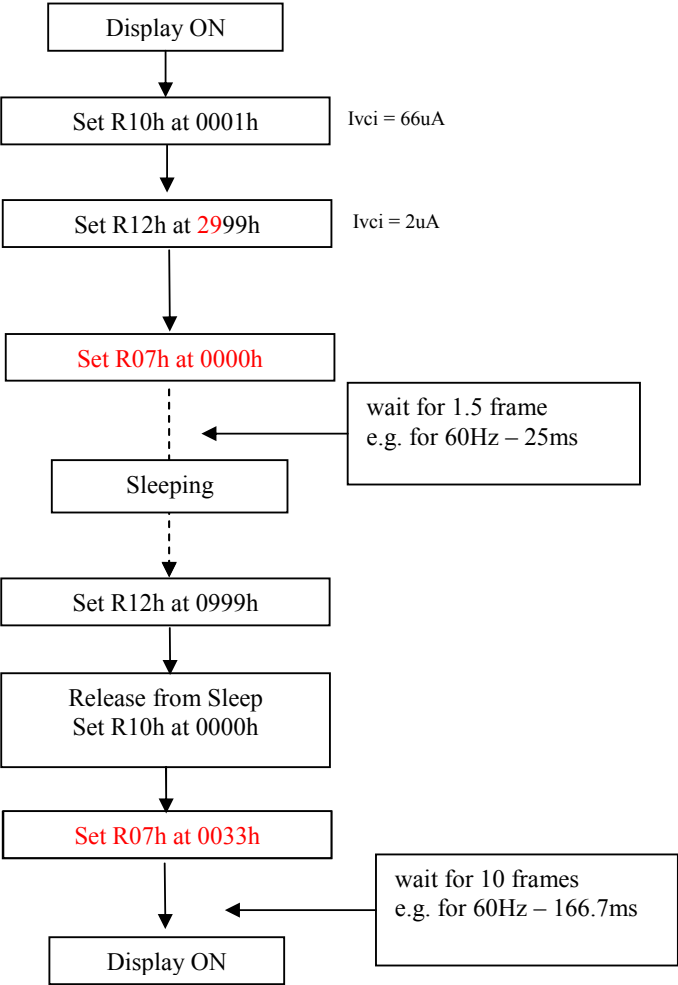 Display ON
Set R10h at 0001h
Ivci = 66uA
Set R12h at 2999h
Ivci = 2uA
Set R07h at 0000h
wait for 1.5 frame
e.g. for 60Hz – 25ms
Sleeping
Set R12h at 0999h
Release from Sleep
Set R10h at 0000h
Set R07h at 0033h
wait for 10 frames
e.g. for 60Hz – 166.7ms
Display ON